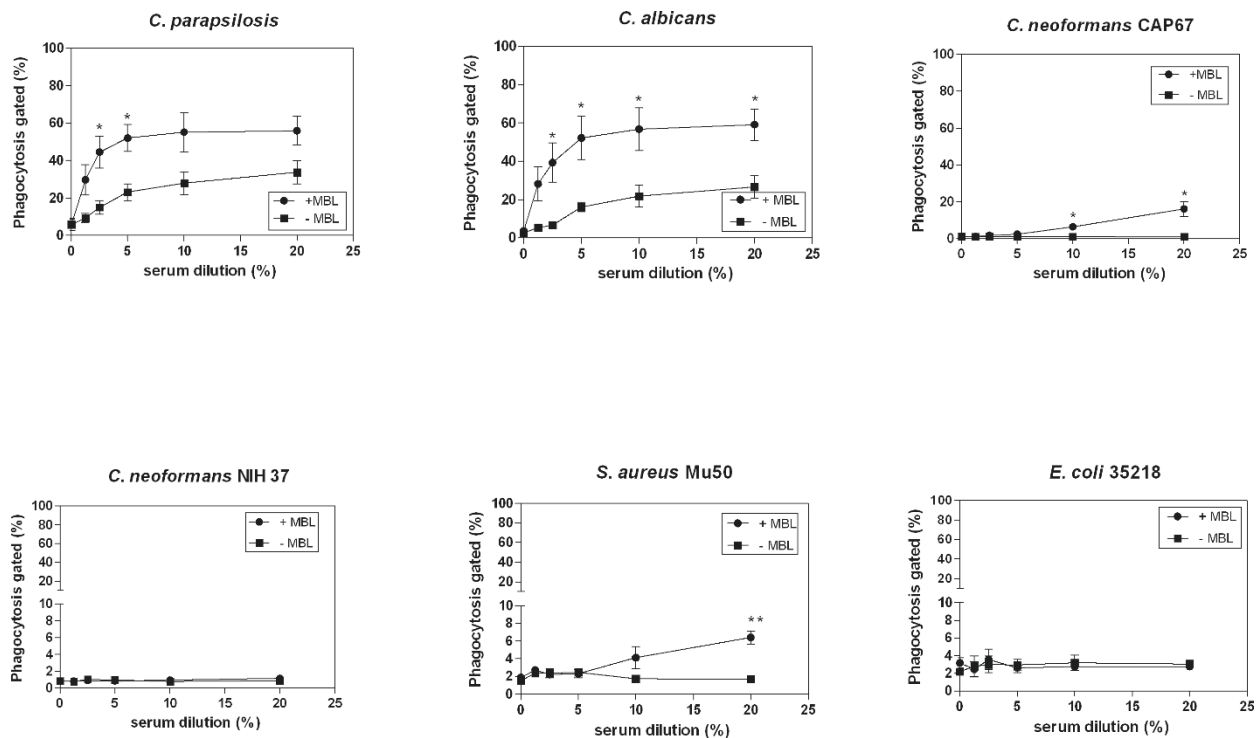 C. parapsilosis
Phagocytosis gated (%)
100
80
60
40
20
0
* *
+MBL
- MBL
0 5 10 15 20 25
serum dilution (%)
C. albicans
Phagocytosis gated (%)
100
80
60
40
20
0
* * * *
+ MBL
- MBL
0 5 10 15 20 25
serum dilution (%)
C. neoformans CAP67
Phagocytosis gated (%)
100
80
60
40
20
0
+MBL
- MBL
* *
0 5 10 15 20 25
serum dilution (%)
C. neoformans NIH 37
Phagocytosis gated (%)
100
80
60
40
20
10
8
6
4
2
0
+ MBL
- MBL
0 5 10 15 20 25
serum dilution (%)
S. aureus Mu50
Phagocytosis gated (%)
100
80
60
40
20
10
8
6
4
2
0
+ MBL
- MBL
**
0 5 10 15 20 25
serum dilution (%)
E. coli 35218
Phagocytosis gated (%)
100
80
60
40
20
10
8
6
4
2
0
+ MBL
- MBL
0 5 10 15 20 25
serum dilution (%)